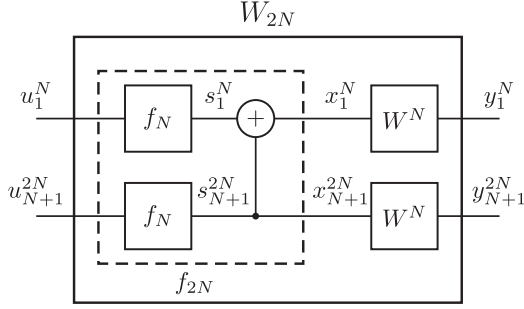 W_{2N}
u_1^N f_N s_1^N + x_1^N W^N y_1^N
u_{N+1}^{2N} f_N s_{N+1}^{2N} x_{N+1}^{2N} W^N y_{N+1}^{2N}
f_{2N}